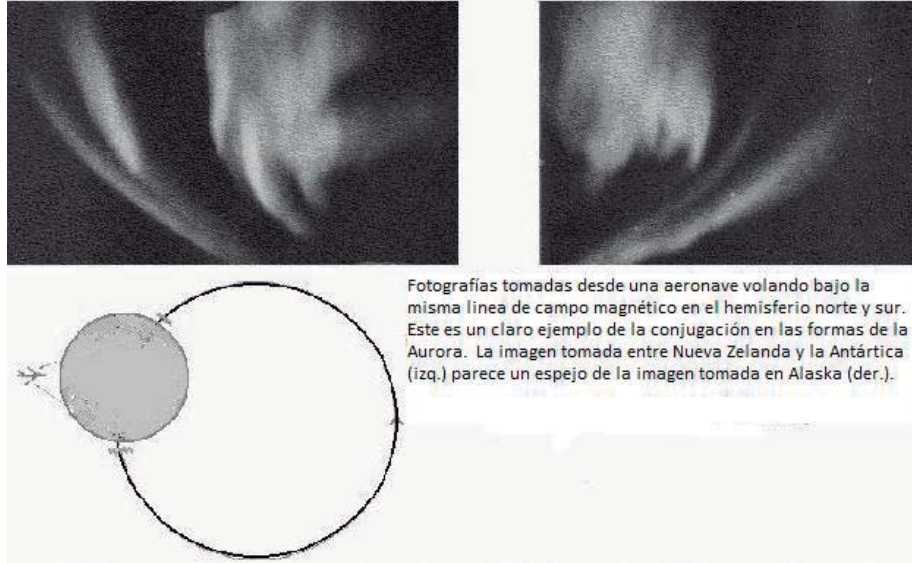 Fotografías tomadas desde una aeronave volando bajo la
misma linea de campo magnético en el hemisferio norte y sur.
Este es un claro ejemplo de la conjugación en las formas de la
Aurora. La imagen tomada entre Nueva Zelanda y la Antártica
(izq.) parece un espejo de la imagen tomada en Alaska (der.).